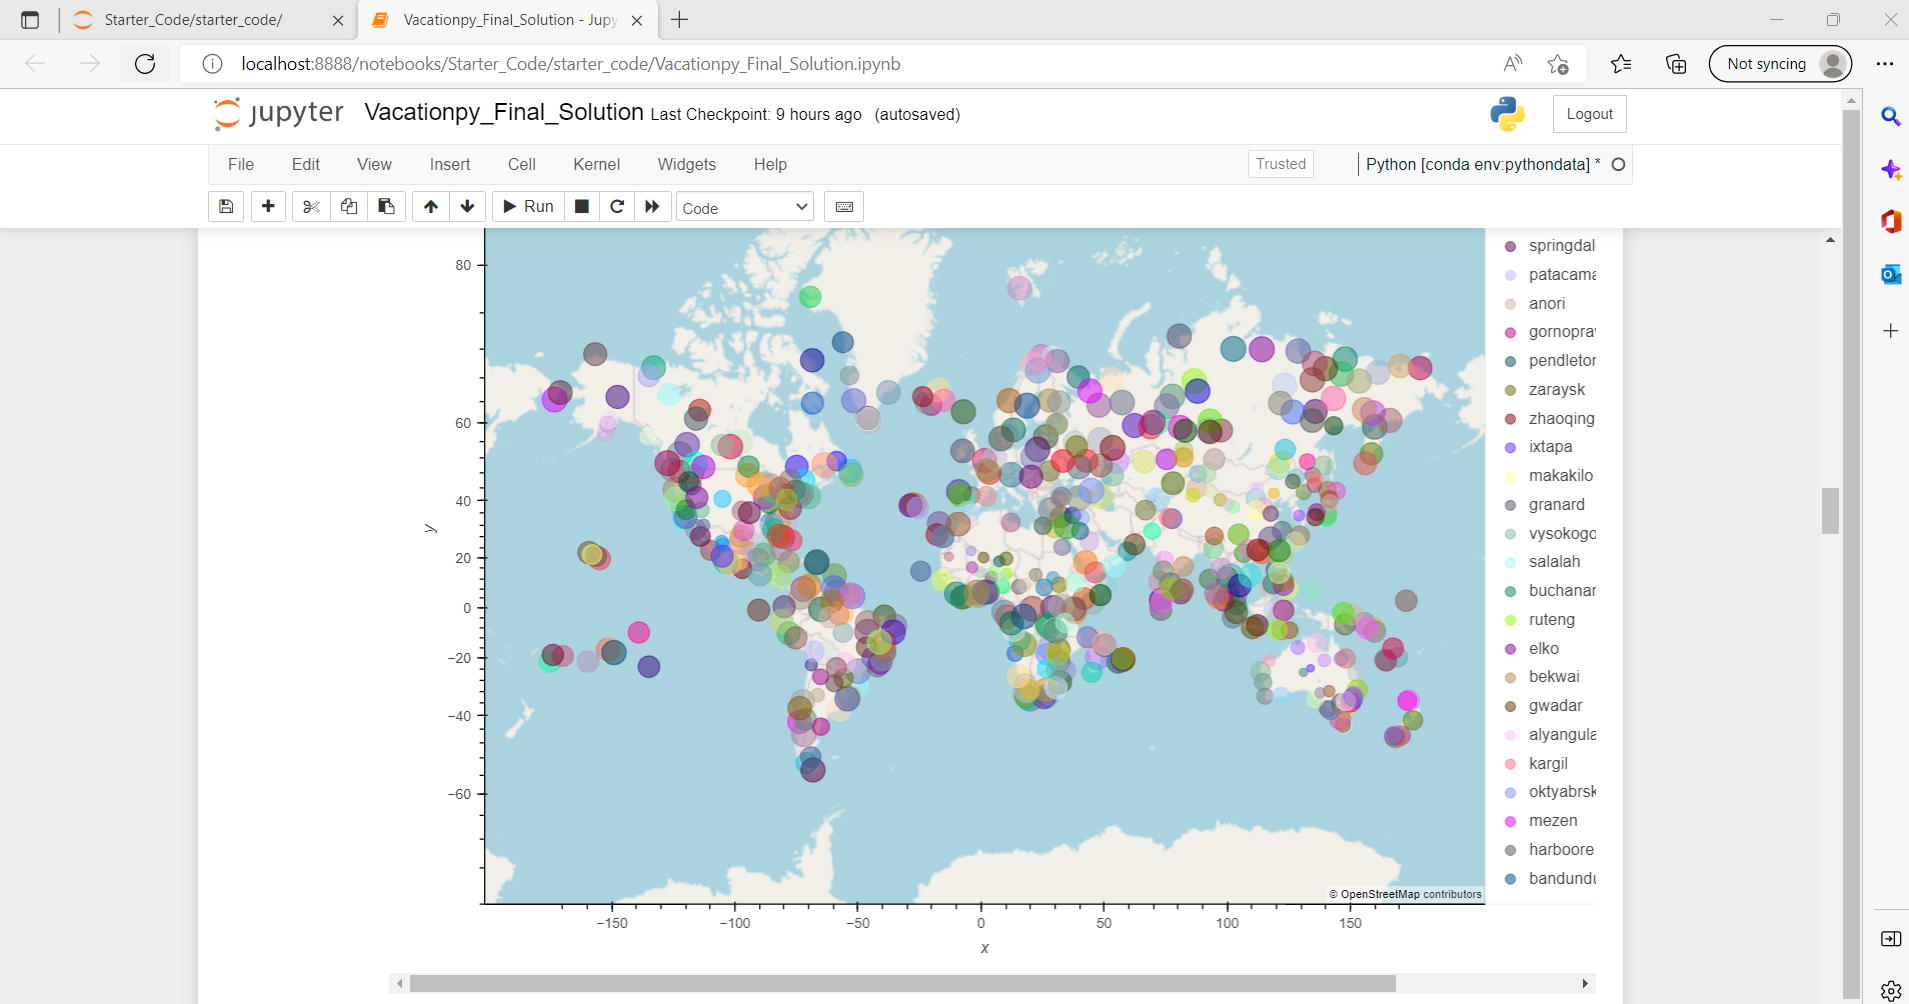 Starter_Code/starter_code/
Vacationpy_Final_Solution - Jupy
localhost:8888/notebooks/Starter_Code/starter_code/Vacationpy_Final_Solution.ipynb
Not syncing
jupyter Vacationpy_Final_Solution Last Checkpoint: 9 hours ago (autosaved)
Logout
File Edit View Insert Cell Kernel Widgets Help
Trusted
Python [conda env:pythondata] *
Run
Code
80
60
40
20
0
−20
−40
−60
y
springdal
patacama
anori
gornoprav
pendleton
zaraysk
zhaoqing
ixtapa
makakilo
granard
vysokogo
salalah
buchanan
ruteng
elko
bekwai
gwadar
alyangula
kargil
oktyabrsk
mezen
harboore
bandundu
© OpenStreetMap contributors
−150 −100 −50 0 50 100 150
x